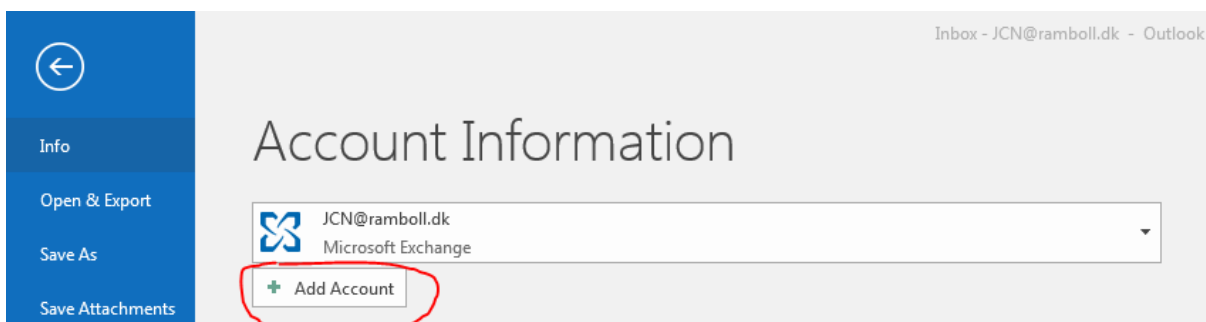 Inbox - JCN@ramboll.dk - Outlook
Account Information
Info
Open & Export
Save As
Save Attachments
JCN@ramboll.dk
Microsoft Exchange
Add Account